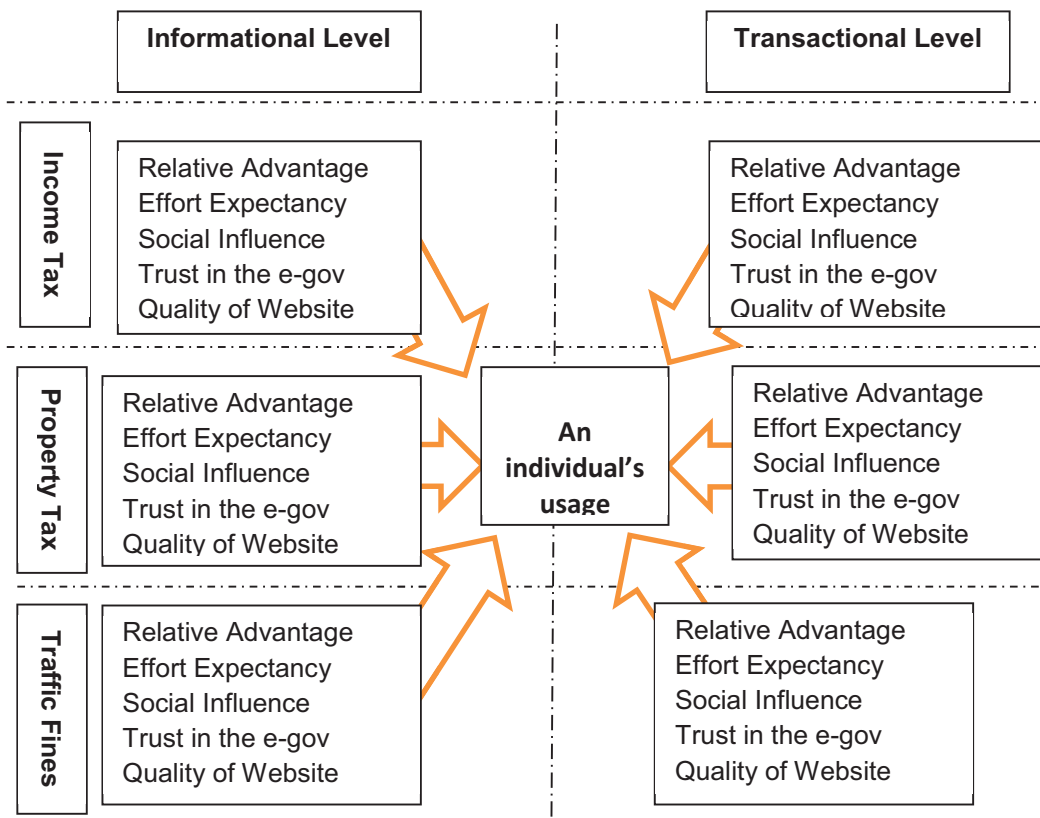 Informational Level
Transactional Level
Income Tax
Relative Advantage
Effort Expectancy
Social Influence
Trust in the e-gov
Quality of Website
Relative Advantage
Effort Expectancy
Social Influence
Trust in the e-gov
Quality of Website
Property Tax
Relative Advantage
Effort Expectancy
Social Influence
Trust in the e-gov
Quality of Website
An
individual’s
usage
Relative Advantage
Effort Expectancy
Social Influence
Trust in the e-gov
Quality of Website
Traffic Fines
Relative Advantage
Effort Expectancy
Social Influence
Trust in the e-gov
Quality of Website
Relative Advantage
Effort Expectancy
Social Influence
Trust in the e-gov
Quality of Website